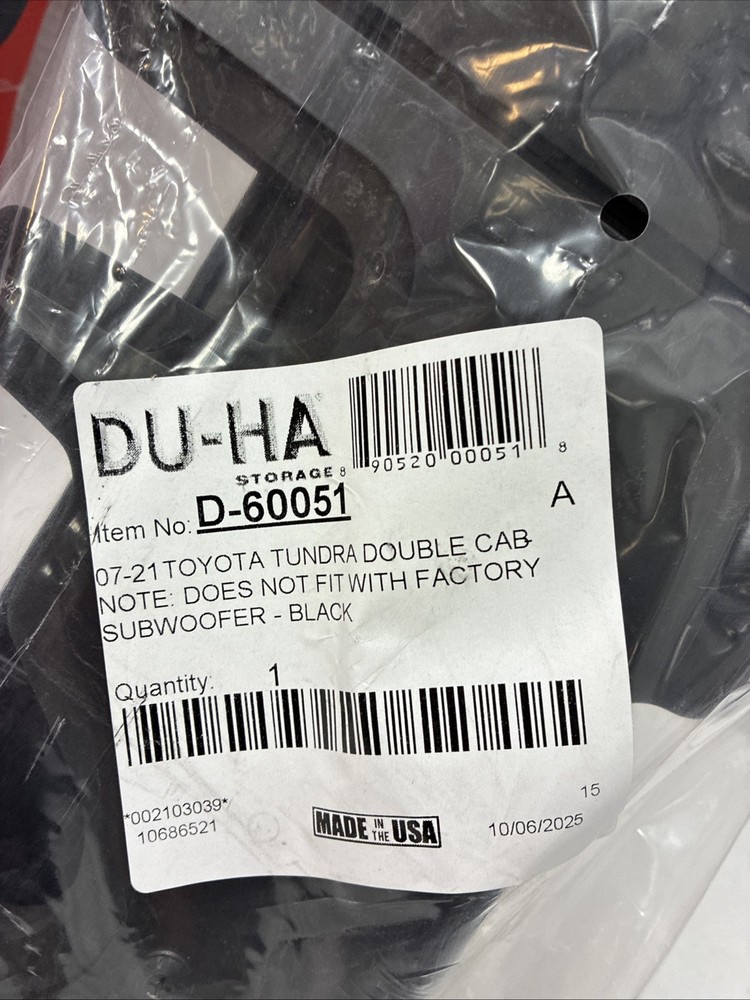 DU-HA®
STORAGE
8 90520 00051 8
Item No: D-60051
A
07-21 TOYOTA TUNDRA DOUBLE CAB-
NOTE: DOES NOT FIT WITH FACTORY
SUBWOOFER - BLACK
Quantity: 1
*002103039*
10686521
MADE IN THE USA
15
10/06/2025